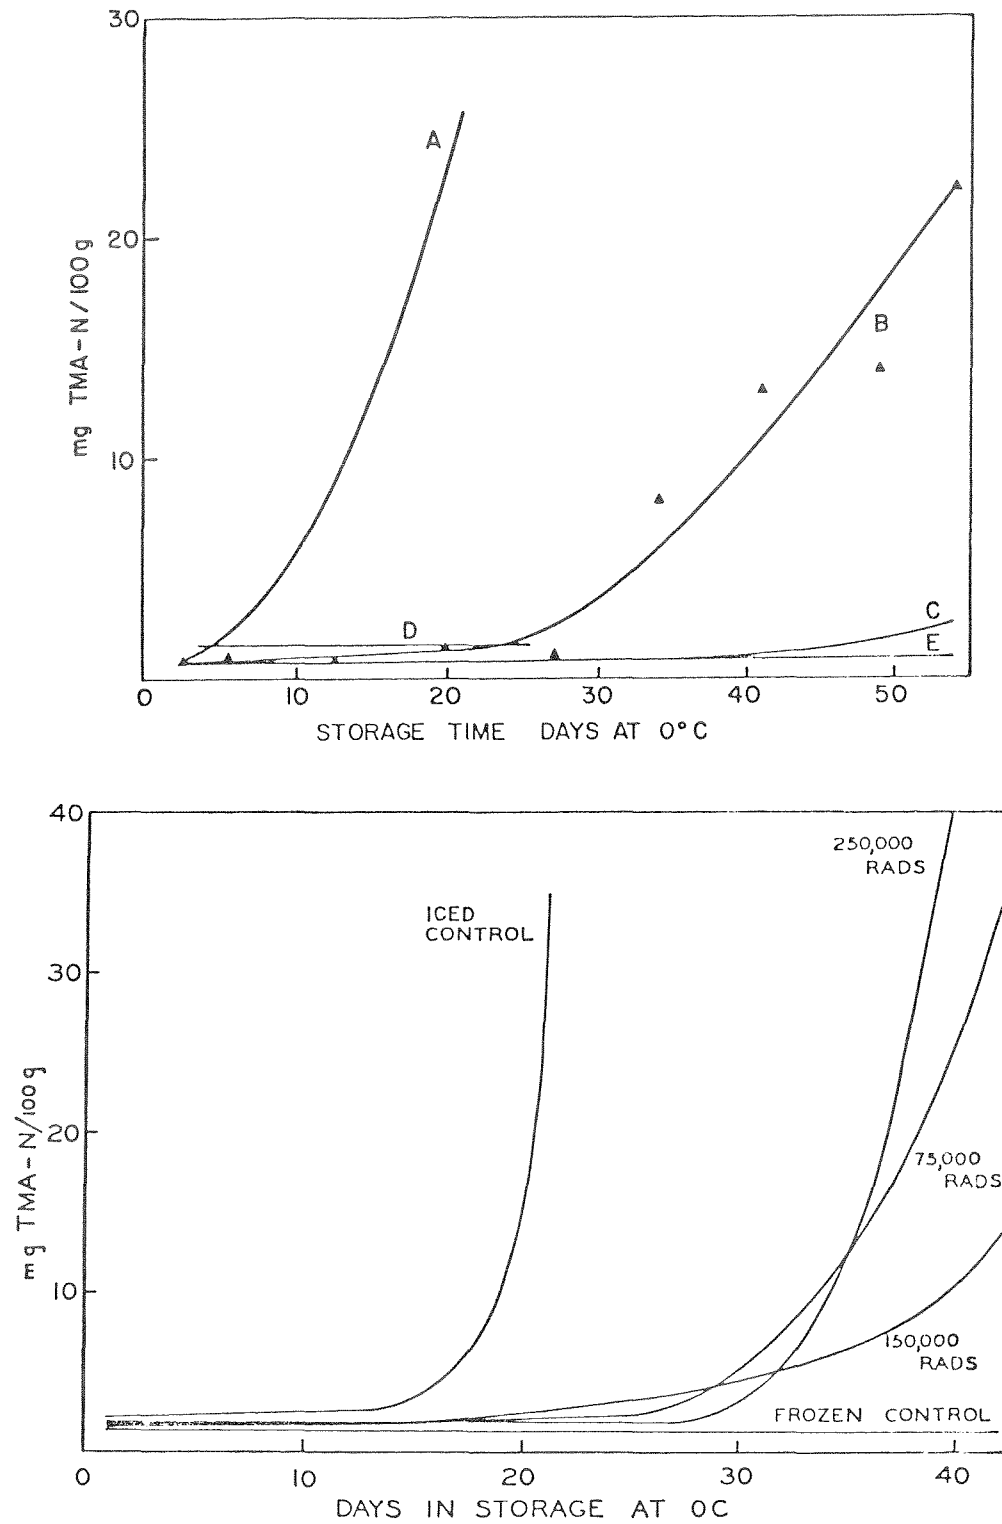 30
A
20
mg TMA-N/100g
B
10
C
D
E
0 10 20 30 40 50
STORAGE TIME DAYS AT 0°C
40
250,000
RADS
ICED
CONTROL
30
mg TMA-N/100g
20
75,000
RADS
10
150,000
RADS
FROZEN CONTROL
0 10 20 30 40
DAYS IN STORAGE AT 0C